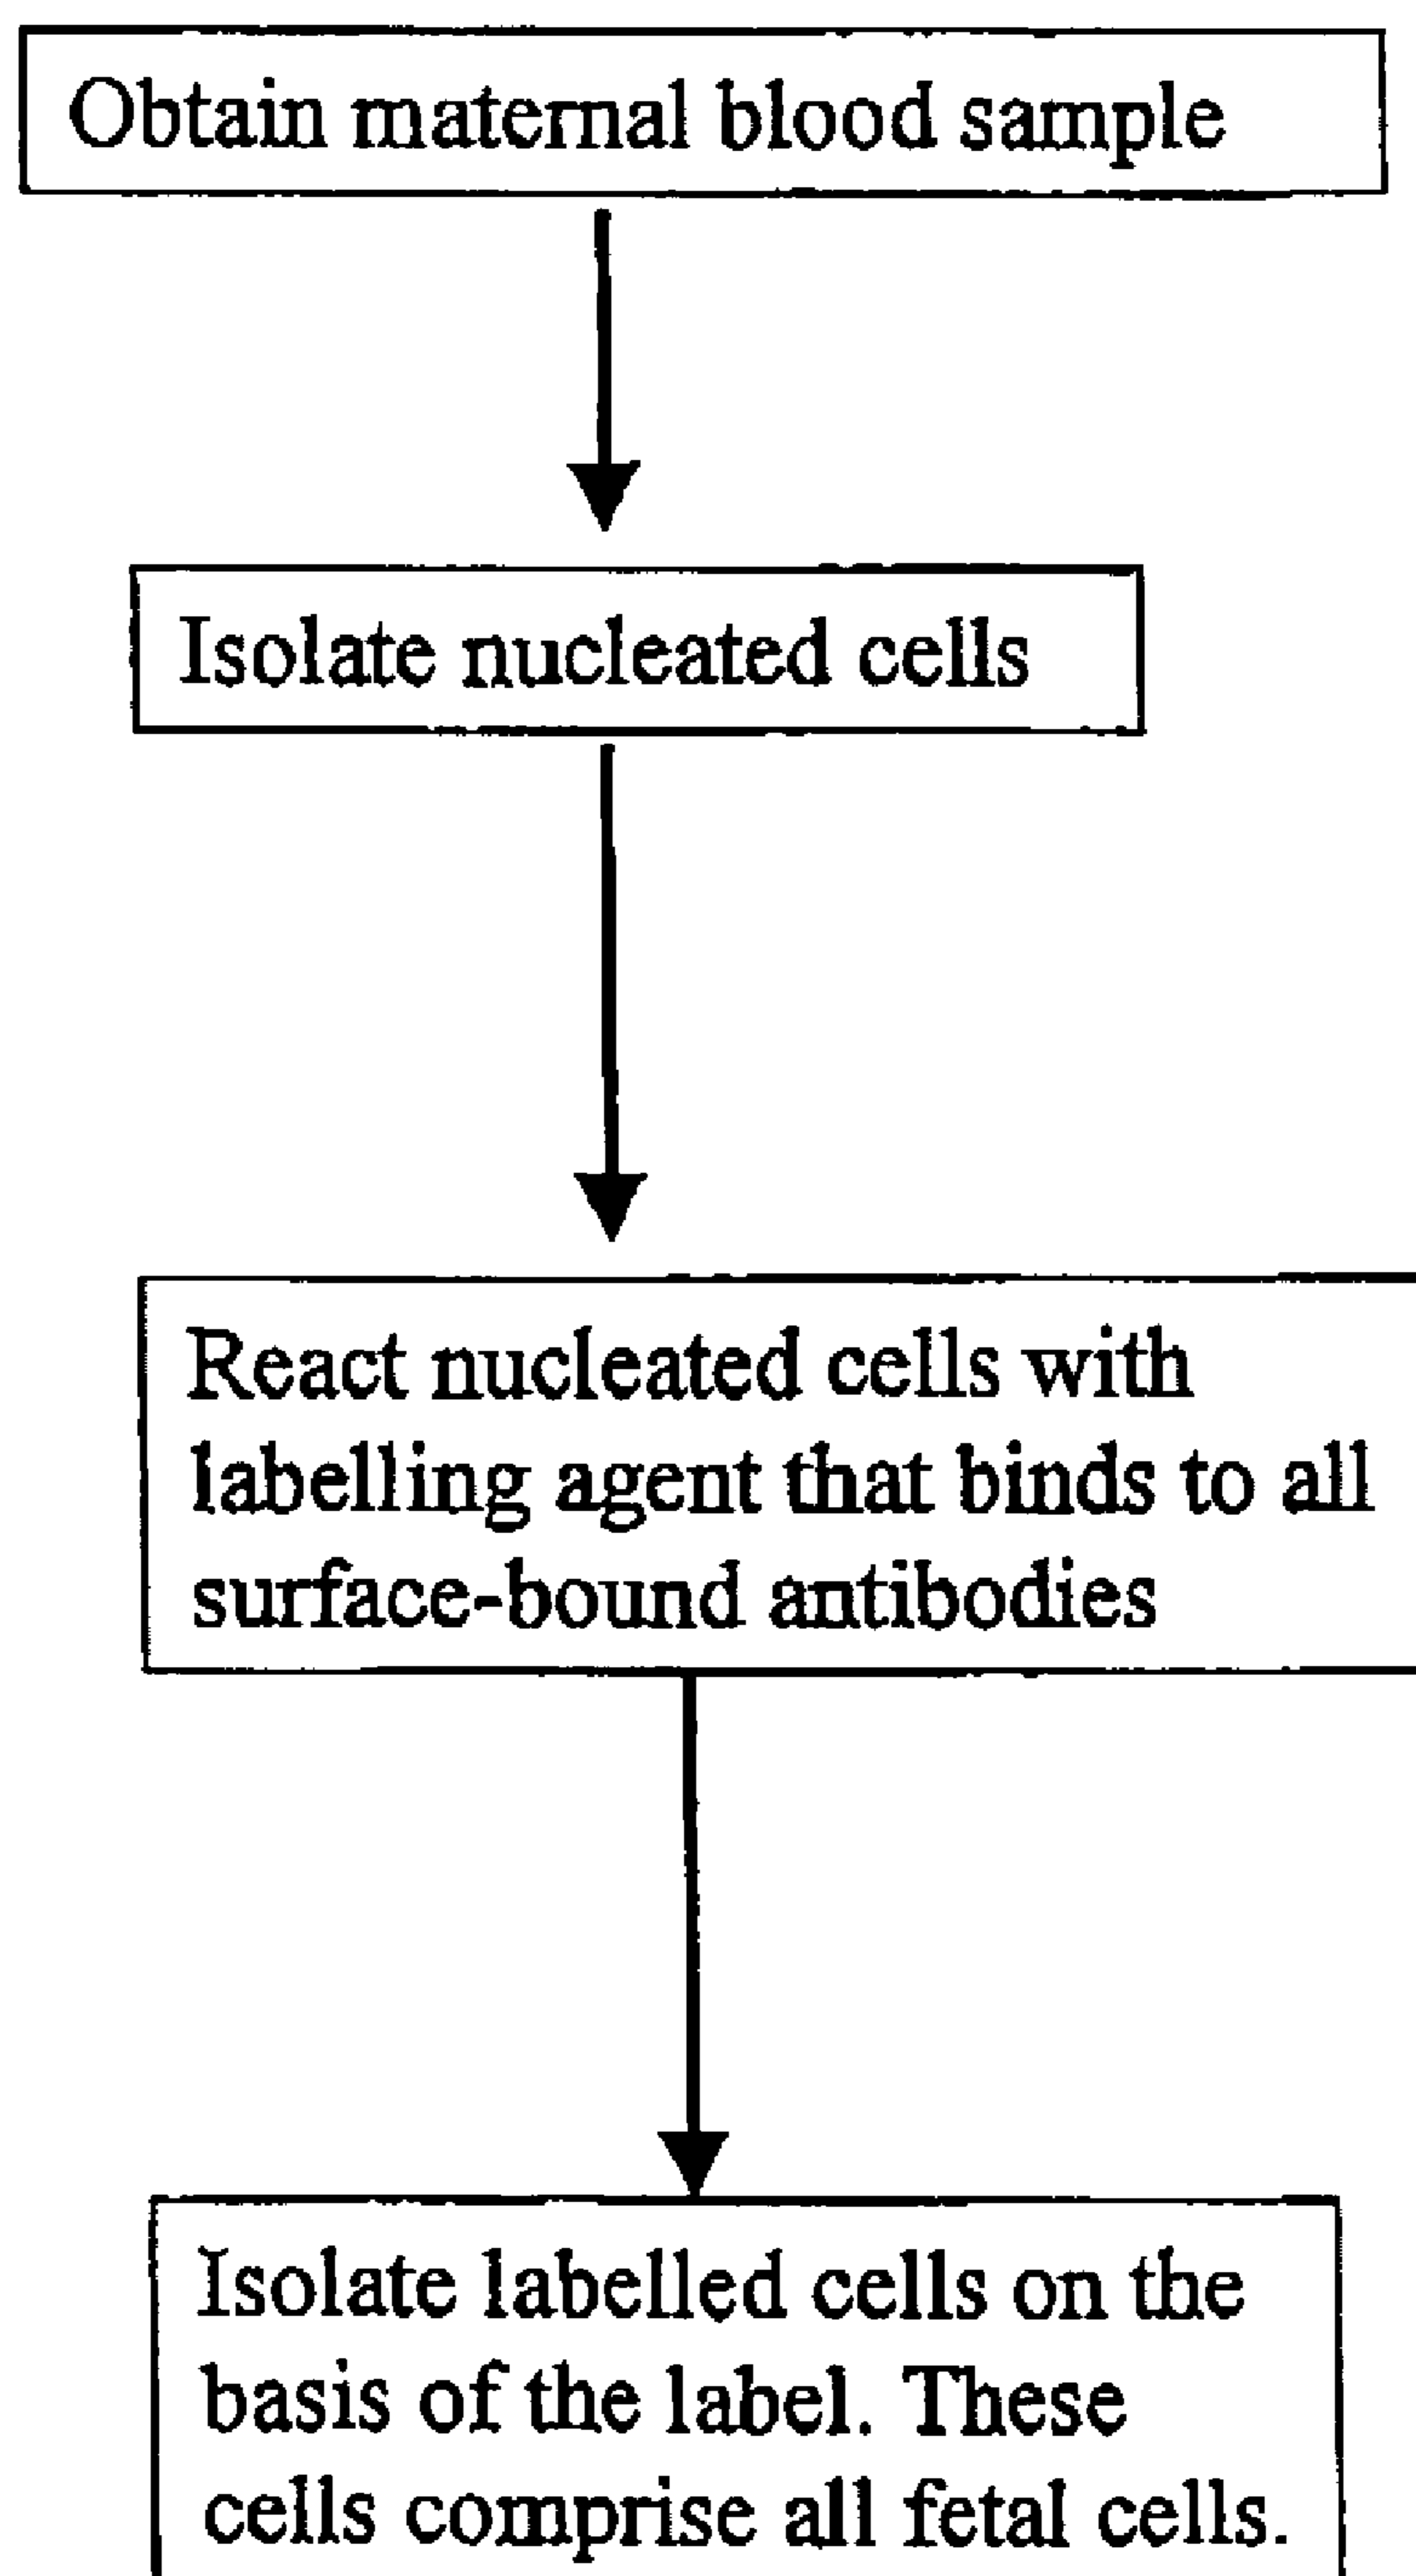 Obtain maternal blood sample
Isolate nucleated cells
React nucleated cells with
labelling agent that binds to all
surface-bound antibodies
Isolate labelled cells on the
basis of the label. These
cells comprise all fetal cells.